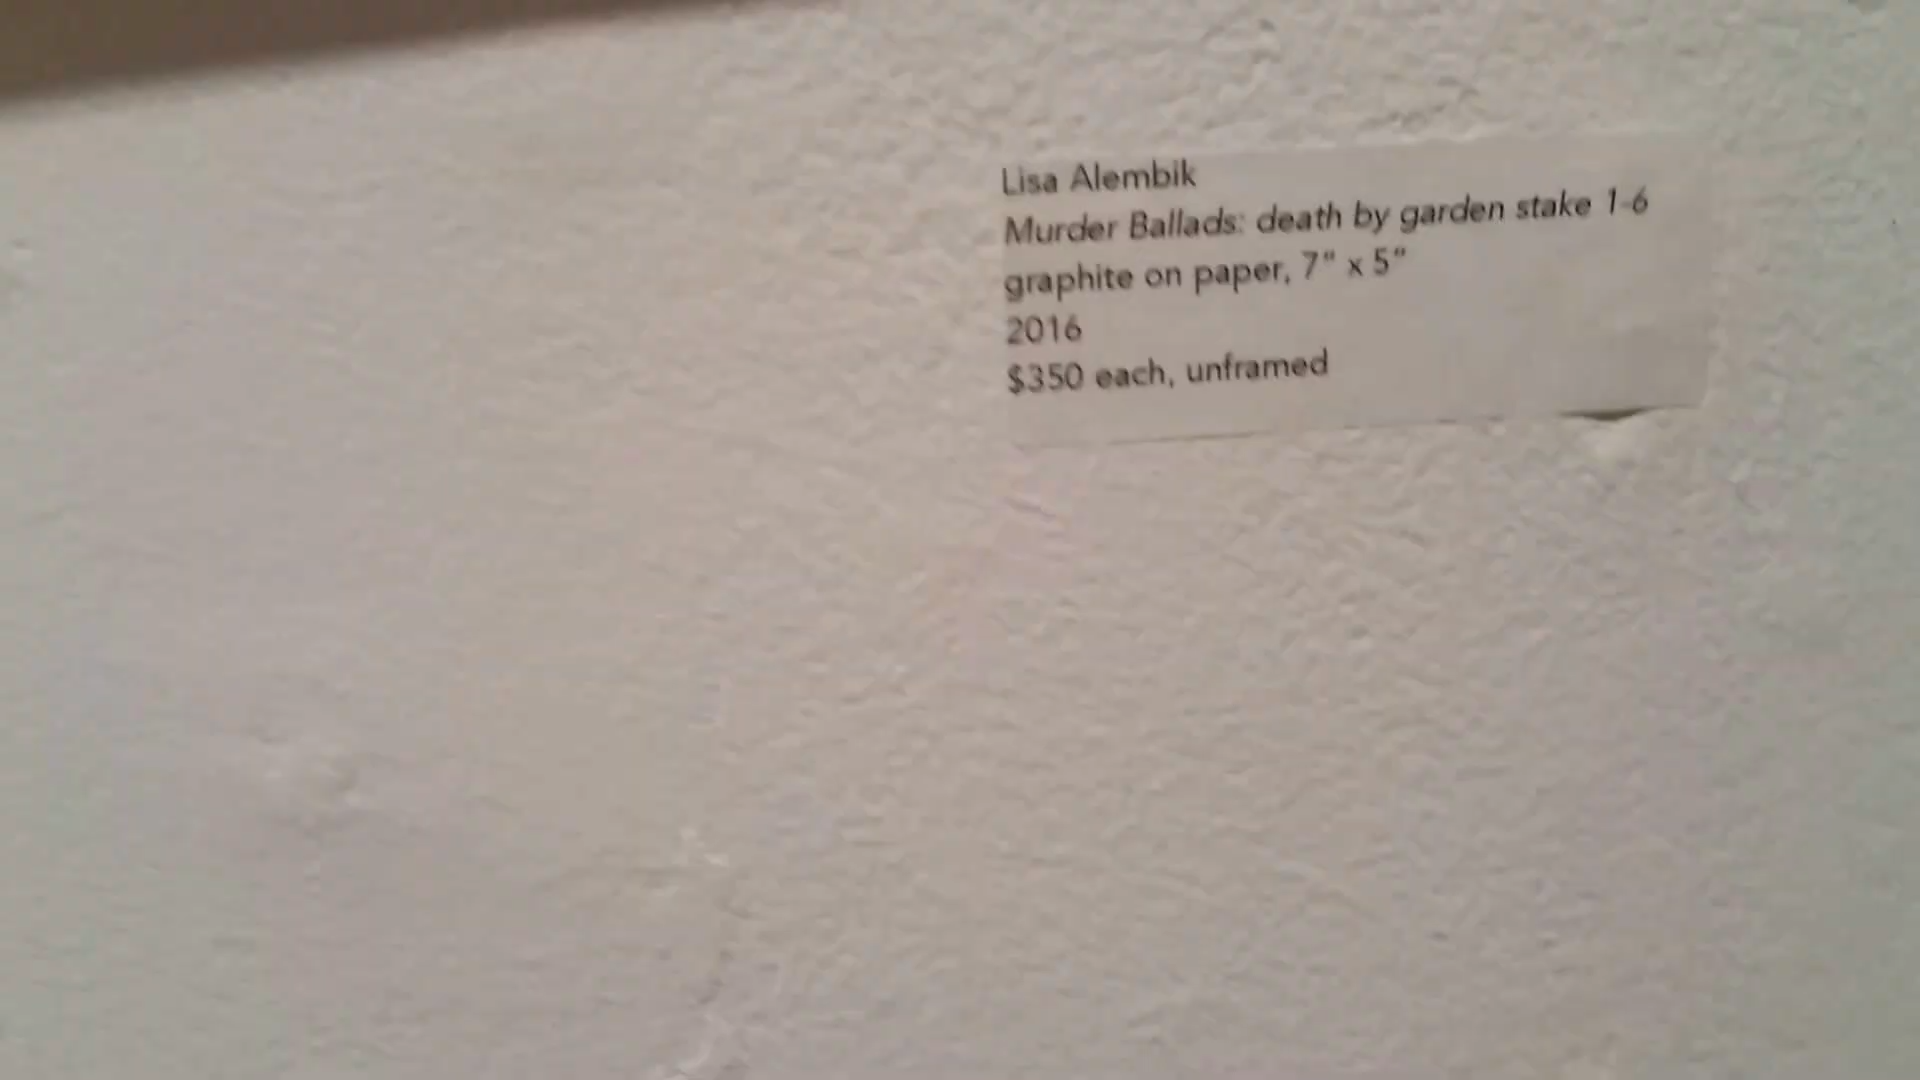 Lisa Alembik
Murder Ballads: death by garden stake 1-6
graphite on paper, 7" x 5"
2016
$350 each, unframed